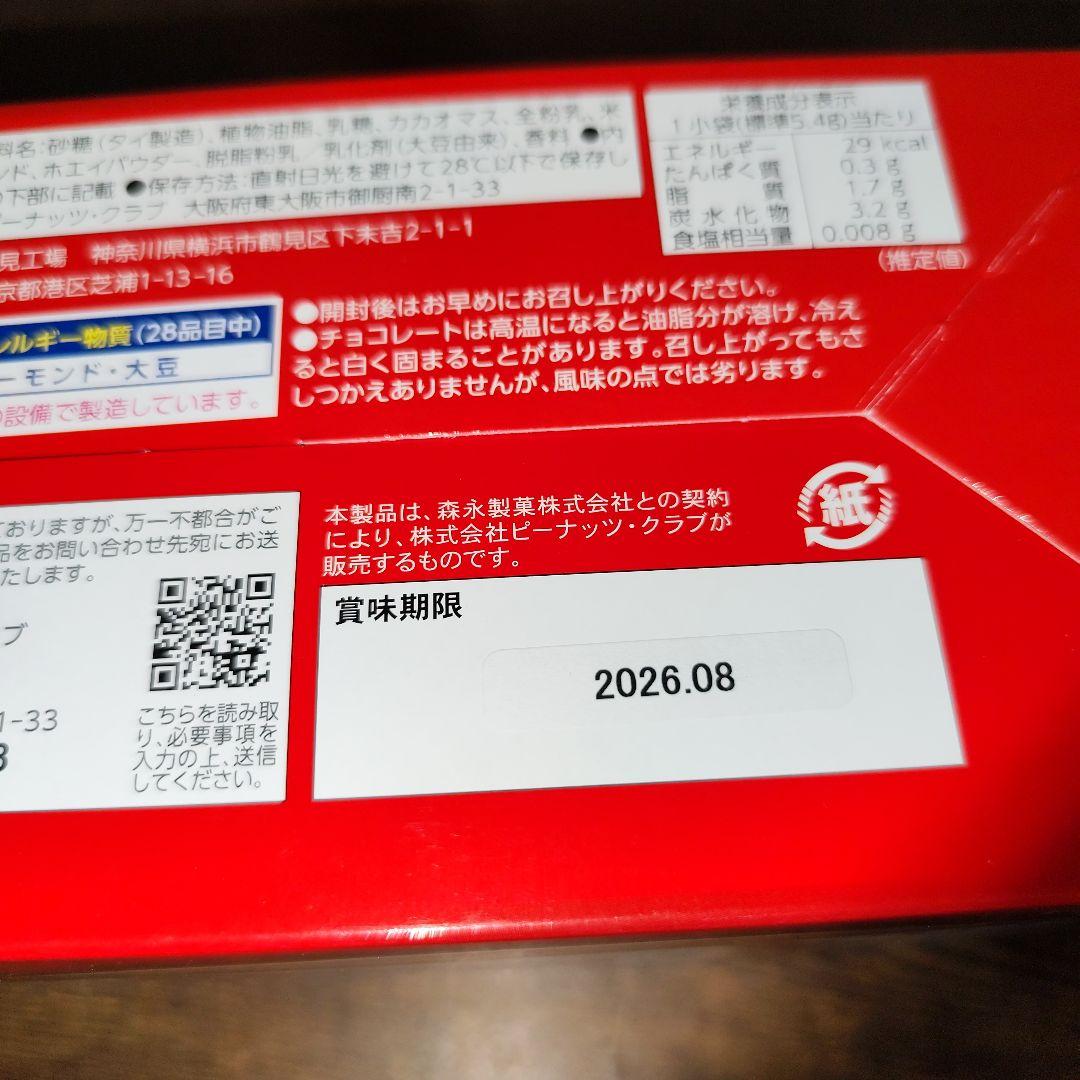 料名:砂糖(タイ製造)、植物油脂、乳糖、カカオマス、全粉乳、米
ンド、ホエイパウダー、脱脂粉乳/乳化剤(大豆由来)、香料 ●内
の下部に記載 ●保存方法:直射日光を避けて28℃以下で保存し
ピーナッツ・クラブ 大阪府東大阪市御厨南2-1-33
見工場 神奈川県横浜市鶴見区下末吉2-1-1
京都港区芝浦1-13-16
栄養成分表示
1小袋(標準5.4g)当たり
エネルギー 29 kcal
たんぱく質 0.3 g
脂質 1.7 g
炭水化物 3.2 g
食塩相当量 0.008 g
(推定値)
レルギー物質(28品目中)
ーモンド・大豆
の設備で製造しています。
●開封後はお早めにお召し上がりください。
●チョコレートは高温になると油脂分が溶け、冷え
ると白く固まることがあります。召し上がってもさ
しつかえありませんが、風味の点では劣ります。
ておりますが、万一不都合がご
品をお問い合わせ先宛にお送
たします。
ブ
1-33
3
こちらを読み取
り、必要事項を
入力の上、送信
してください。
本製品は、森永製菓株式会社との契約
により、株式会社ピーナッツ・クラブが
販売するものです。
紙
賞味期限
2026.08